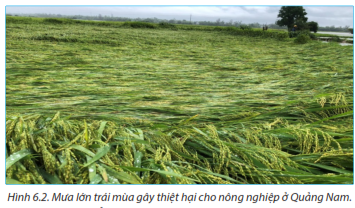 Hình 6.2. Mưa lớn trái mùa gây thiệt hại cho nông nghiệp ở Quảng Nam.